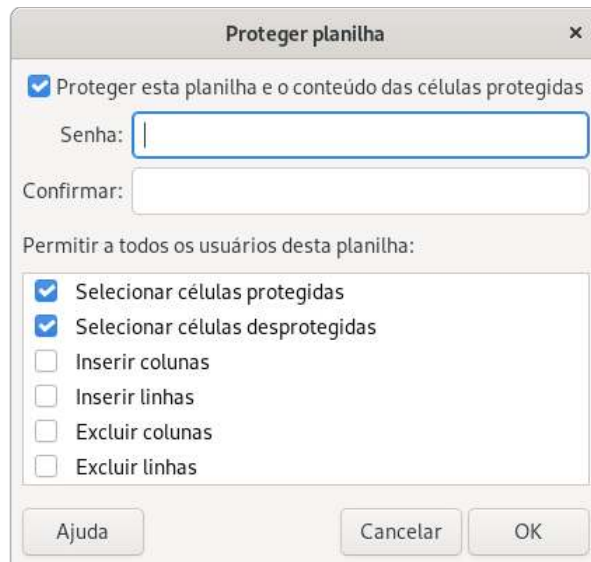 Proteger planilha ×
Proteger esta planilha e o conteúdo das células protegidas
Senha:
Confirmar:
Permitir a todos os usuários desta planilha:
Selecionar células protegidas
Selecionar células desprotegidas
Inserir colunas
Inserir linhas
Excluir colunas
Excluir linhas
Ajuda Cancelar OK